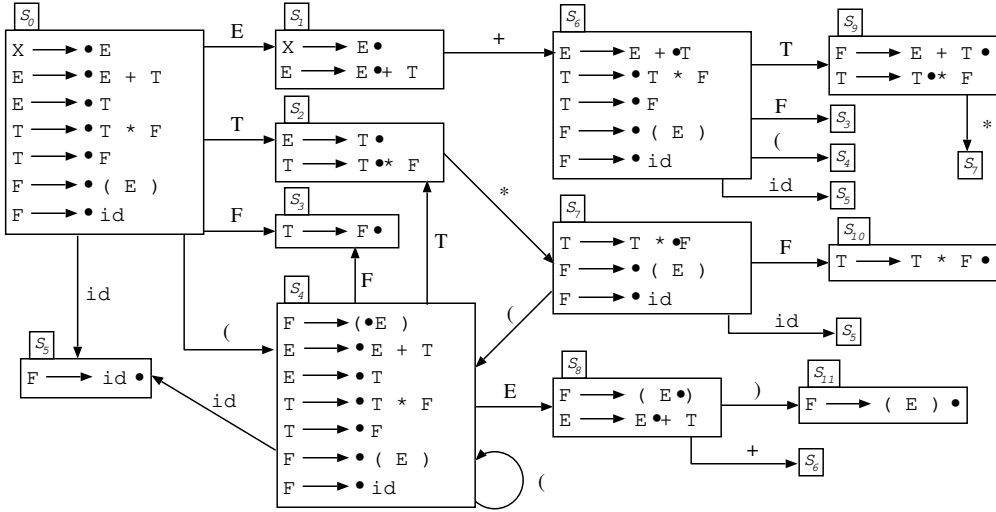 S0
X → • E
E → • E + T
E → • T
T → • T * F
T → • F
F → • ( E )
F → • id
E
S1
X → E •
E → E •+ T
+
T
S2
E → T •
T → T •* F
*
F
S3
T → F •
F
T
id
(
S4
F → (• E )
E → • E + T
E → • T
T → • T * F
T → • F
F → • ( E )
F → • id
(
S5
F → id •
id
S6
E → E + •T
T → • T * F
T → • F
F → • ( E )
F → • id
T
S9
F → E + T •
T → T •* F
*
S7
F
S3
(
S4
id
S5
S7
T → T * •F
F → • ( E )
F → • id
F
S10
T → T * F •
id
S5
(
E
S8
F → ( E •)
E → E •+ T
)
S11
F → ( E ) •
+
S6